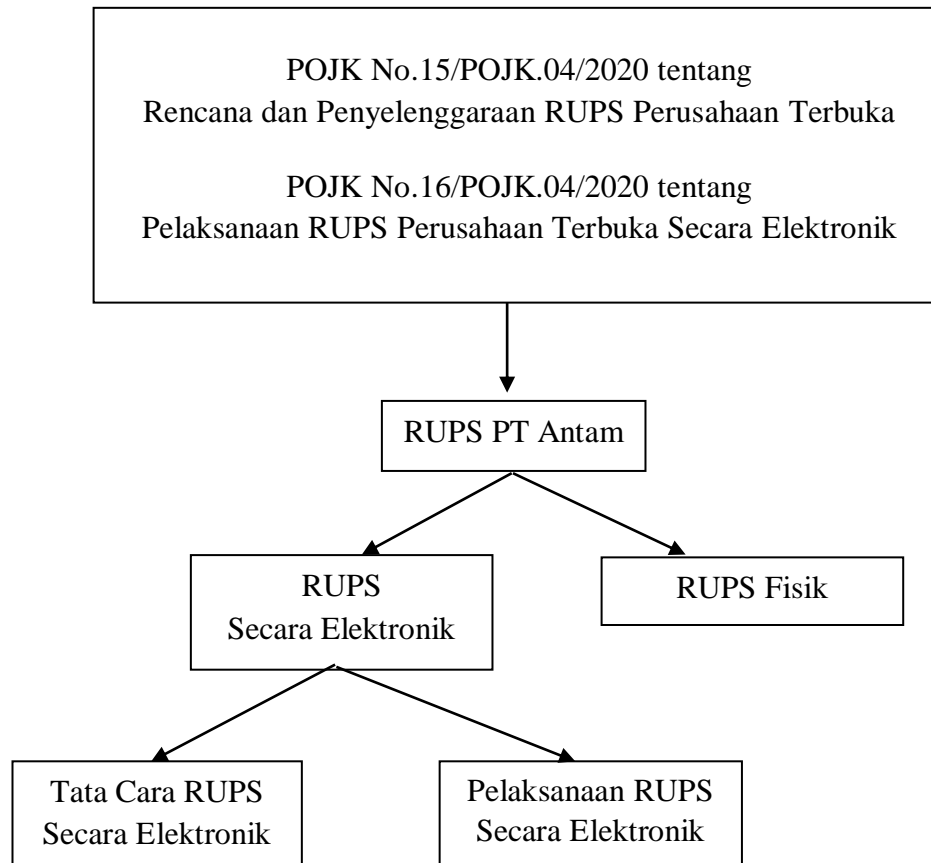 POJK No.15/POJK.04/2020 tentang
Rencana dan Penyelenggaraan RUPS Perusahaan Terbuka
POJK No.16/POJK.04/2020 tentang
Pelaksanaan RUPS Perusahaan Terbuka Secara Elektronik
RUPS PT Antam
RUPS
Secara Elektronik
RUPS Fisik
Tata Cara RUPS
Secara Elektronik
Pelaksanaan RUPS
Secara Elektronik